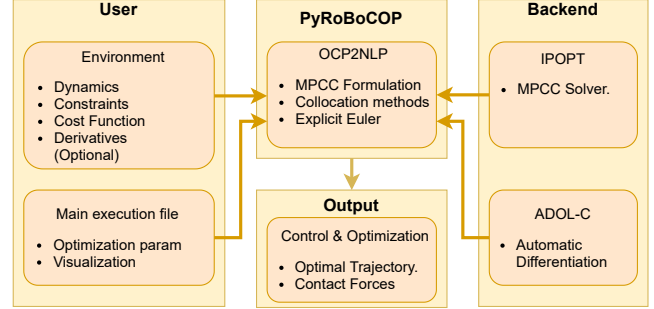 User
Environment
• Dynamics
• Constraints
• Cost Function
• Derivatives
(Optional)
Main execution file
• Optimization param
• Visualization
PyRoBoCOP
OCP2NLP
• MPCC Formulation
• Collocation methods
• Explicit Euler
Output
Control & Optimization
• Optimal Trajectory.
• Contact Forces
Backend
IPOPT
• MPCC Solver.
ADOL-C
• Automatic
Differentiation